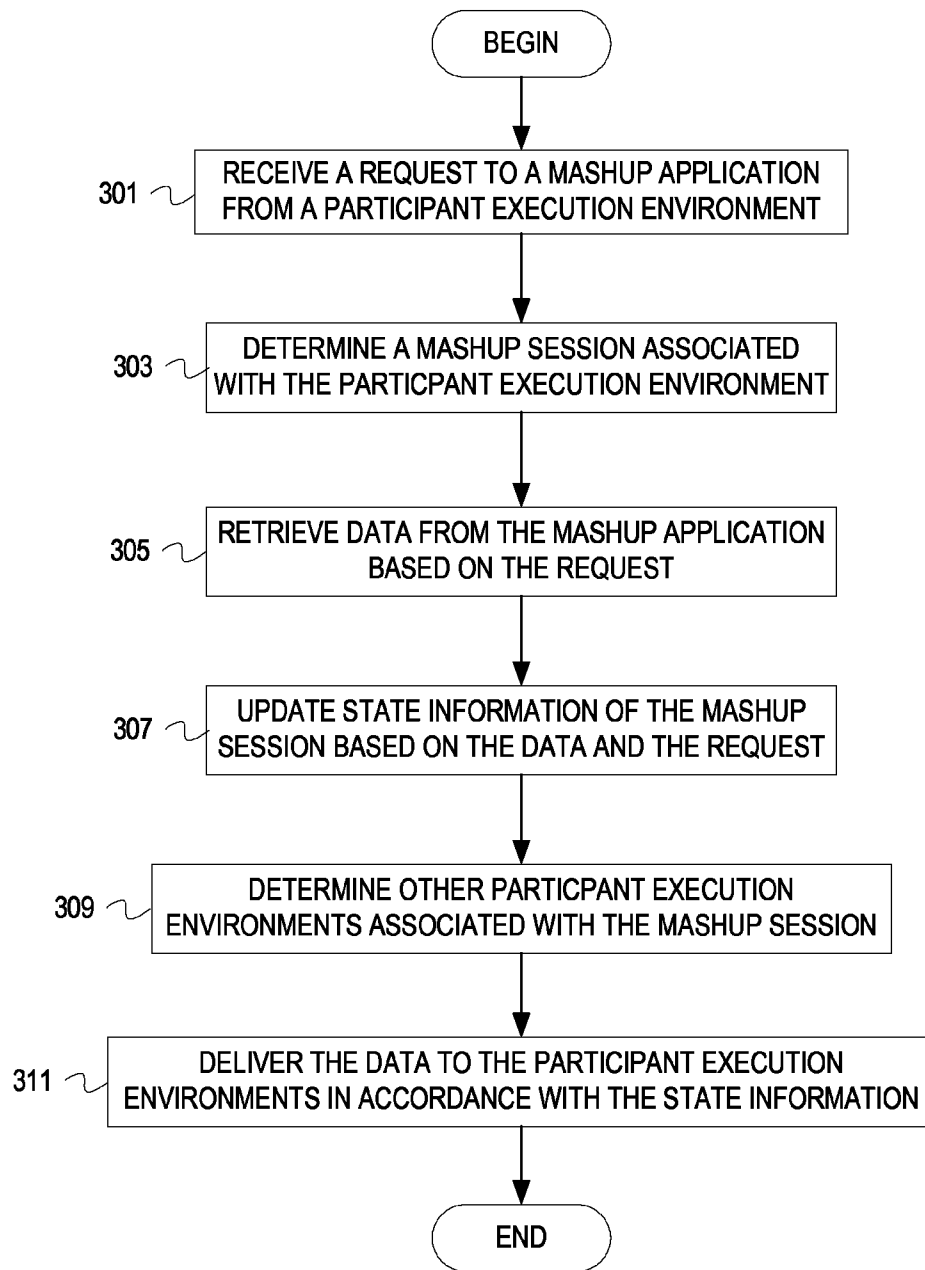 BEGIN
301
RECEIVE A REQUEST TO A MASHUP APPLICATION
FROM A PARTICIPANT EXECUTION ENVIRONMENT
303
DETERMINE A MASHUP SESSION ASSOCIATED
WITH THE PARTICPANT EXECUTION ENVIRONMENT
305
RETRIEVE DATA FROM THE MASHUP APPLICATION
BASED ON THE REQUEST
307
UPDATE STATE INFORMATION OF THE MASHUP
SESSION BASED ON THE DATA AND THE REQUEST
309
DETERMINE OTHER PARTICPANT EXECUTION
ENVIRONMENTS ASSOCIATED WITH THE MASHUP SESSION
311
DELIVER THE DATA TO THE PARTICIPANT EXECUTION
ENVIRONMENTS IN ACCORDANCE WITH THE STATE INFORMATION
END